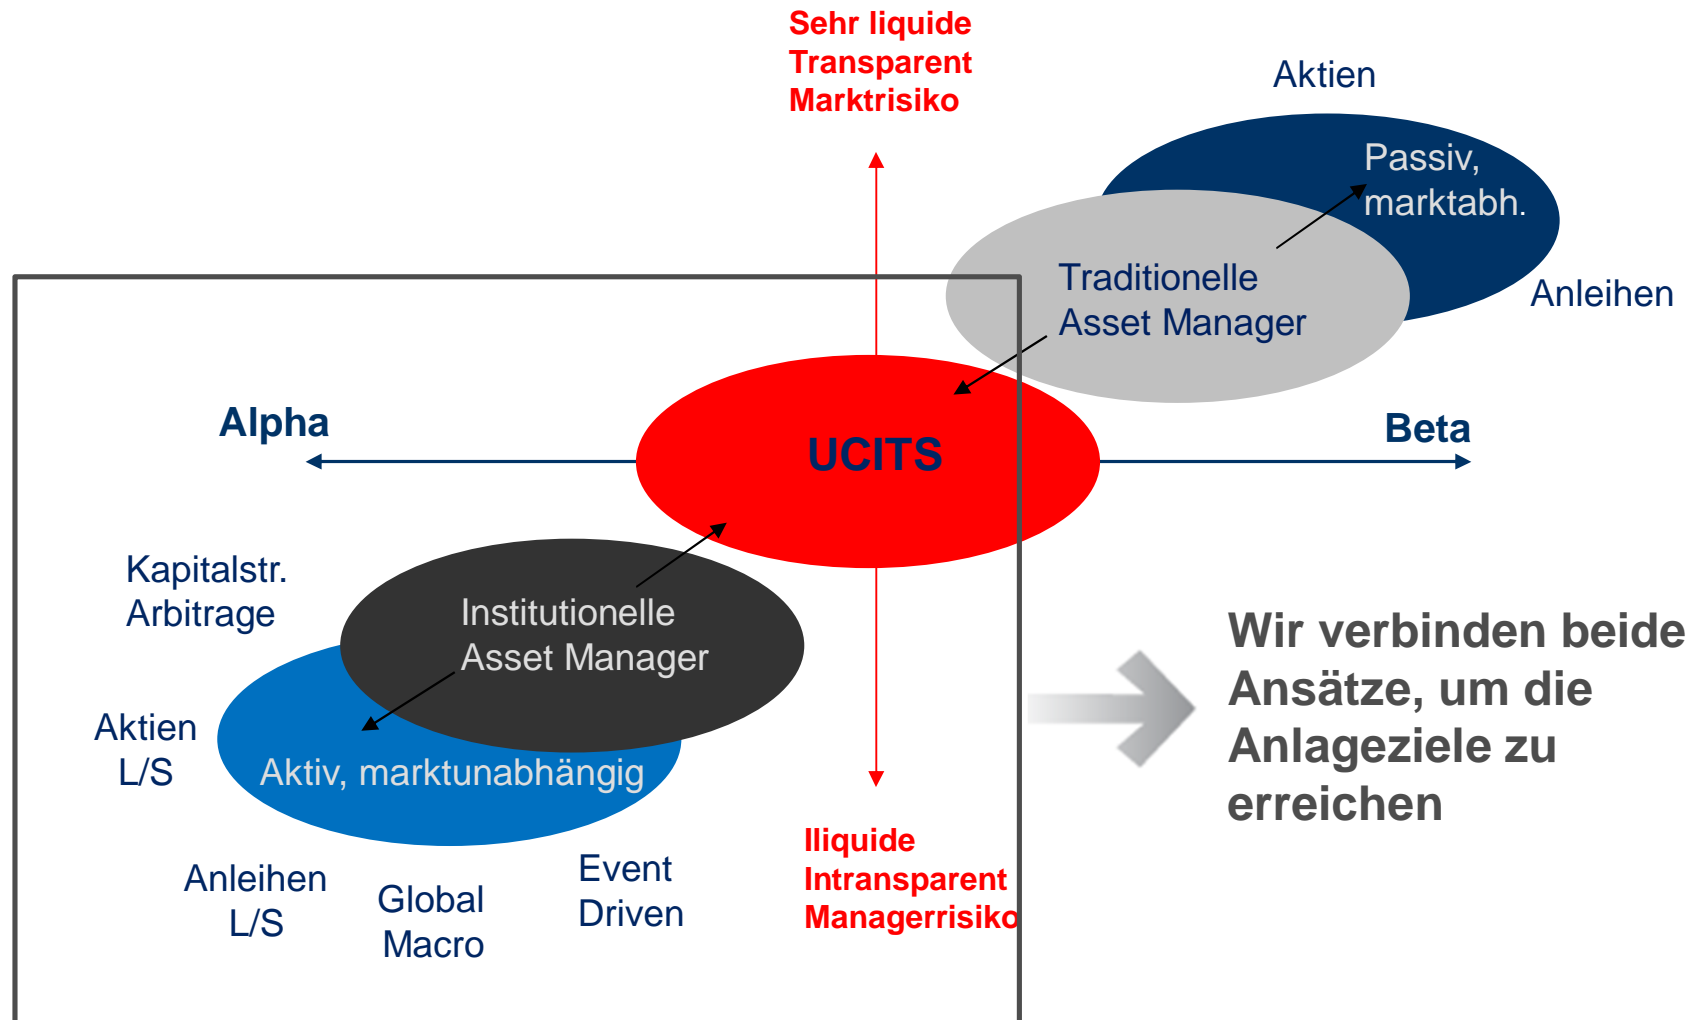 Sehr liquide
Transparent
Marktrisiko
Aktien
Passiv,
marktabh.
Traditionelle
Asset Manager
Anleihen
Alpha
UCITS
Beta
Kapitalstr.
Arbitrage
Institutionelle
Asset Manager
Aktien
L/S
Aktiv, marktunabhängig
Wir verbinden beide
Ansätze, um die
Anlageziele zu
erreichen
Iliquide
Intransparent
Managerrisiko
Anleihen
L/S
Global
Macro
Event
Driven